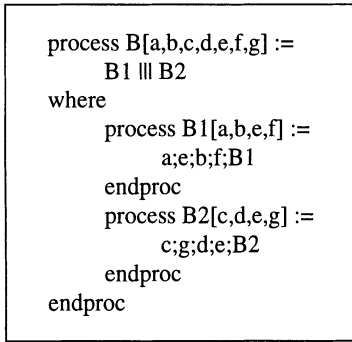 process B[a,b,c,d,e,f,g] :=
B1 ||| B2
where
process B1[a,b,e,f] :=
a;e;b;f;B1
endproc
process B2[c,d,e,g] :=
c;g;d;e;B2
endproc
endproc